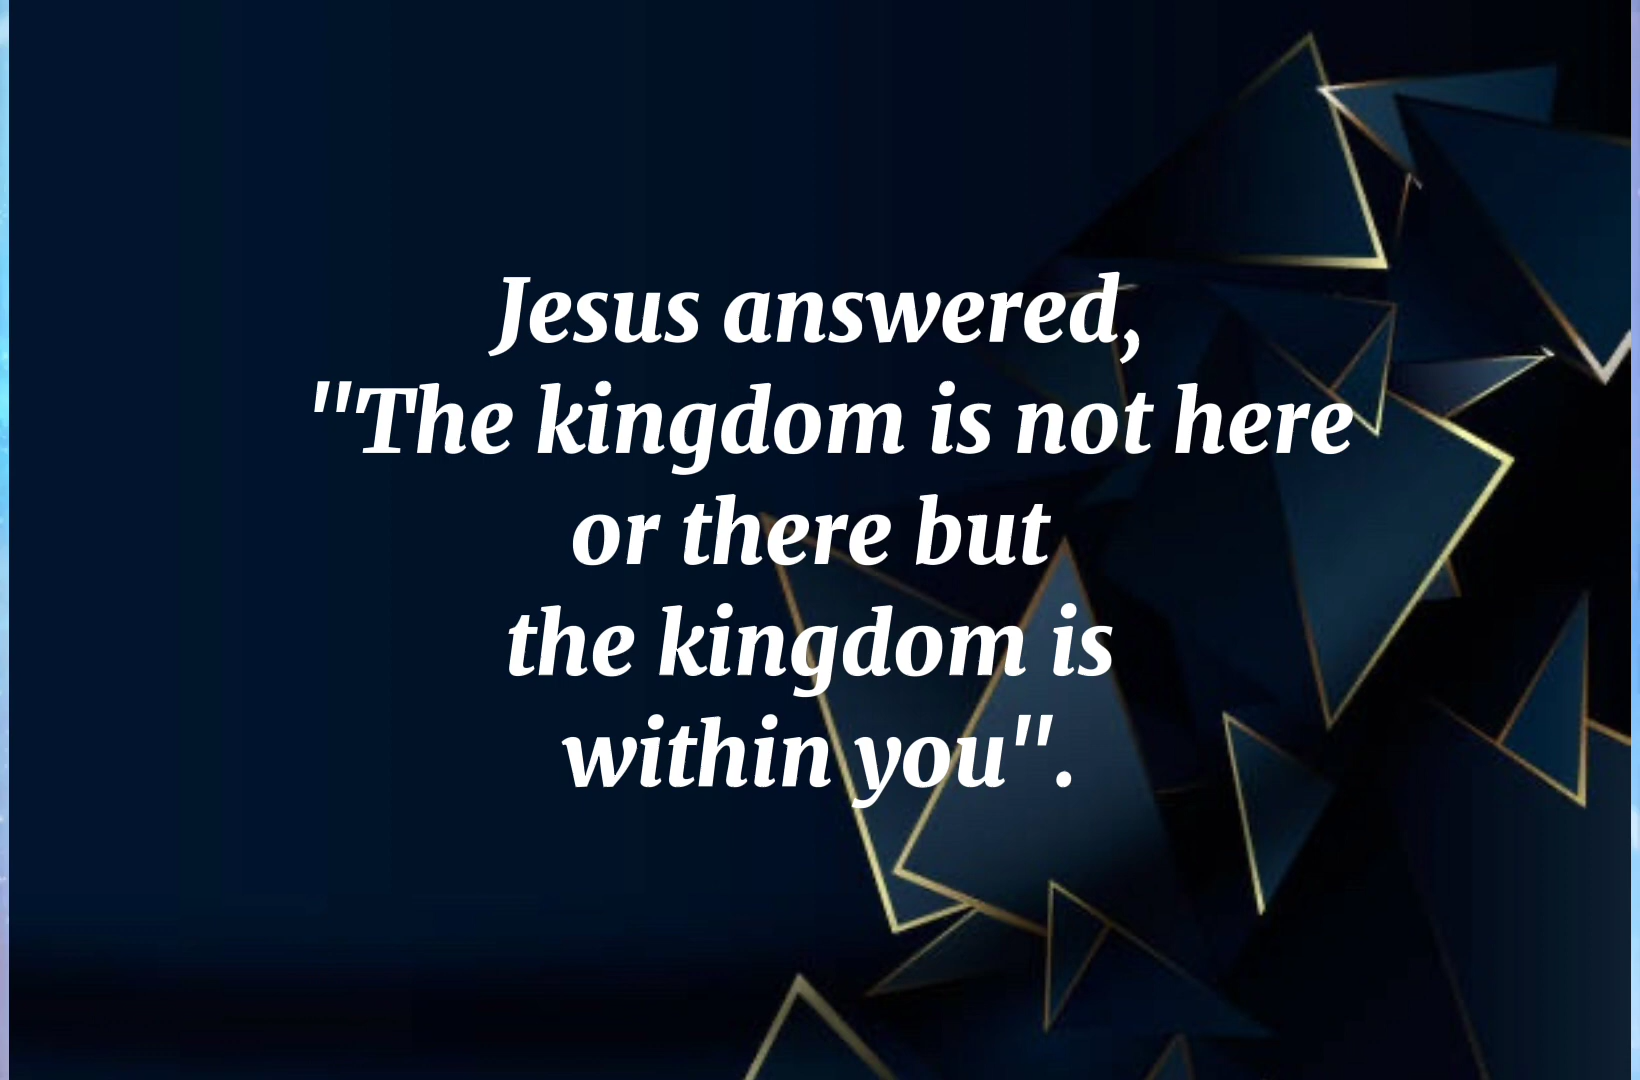 Jesus answered,
"The kingdom is not here
or there but
the kingdom is
within you".